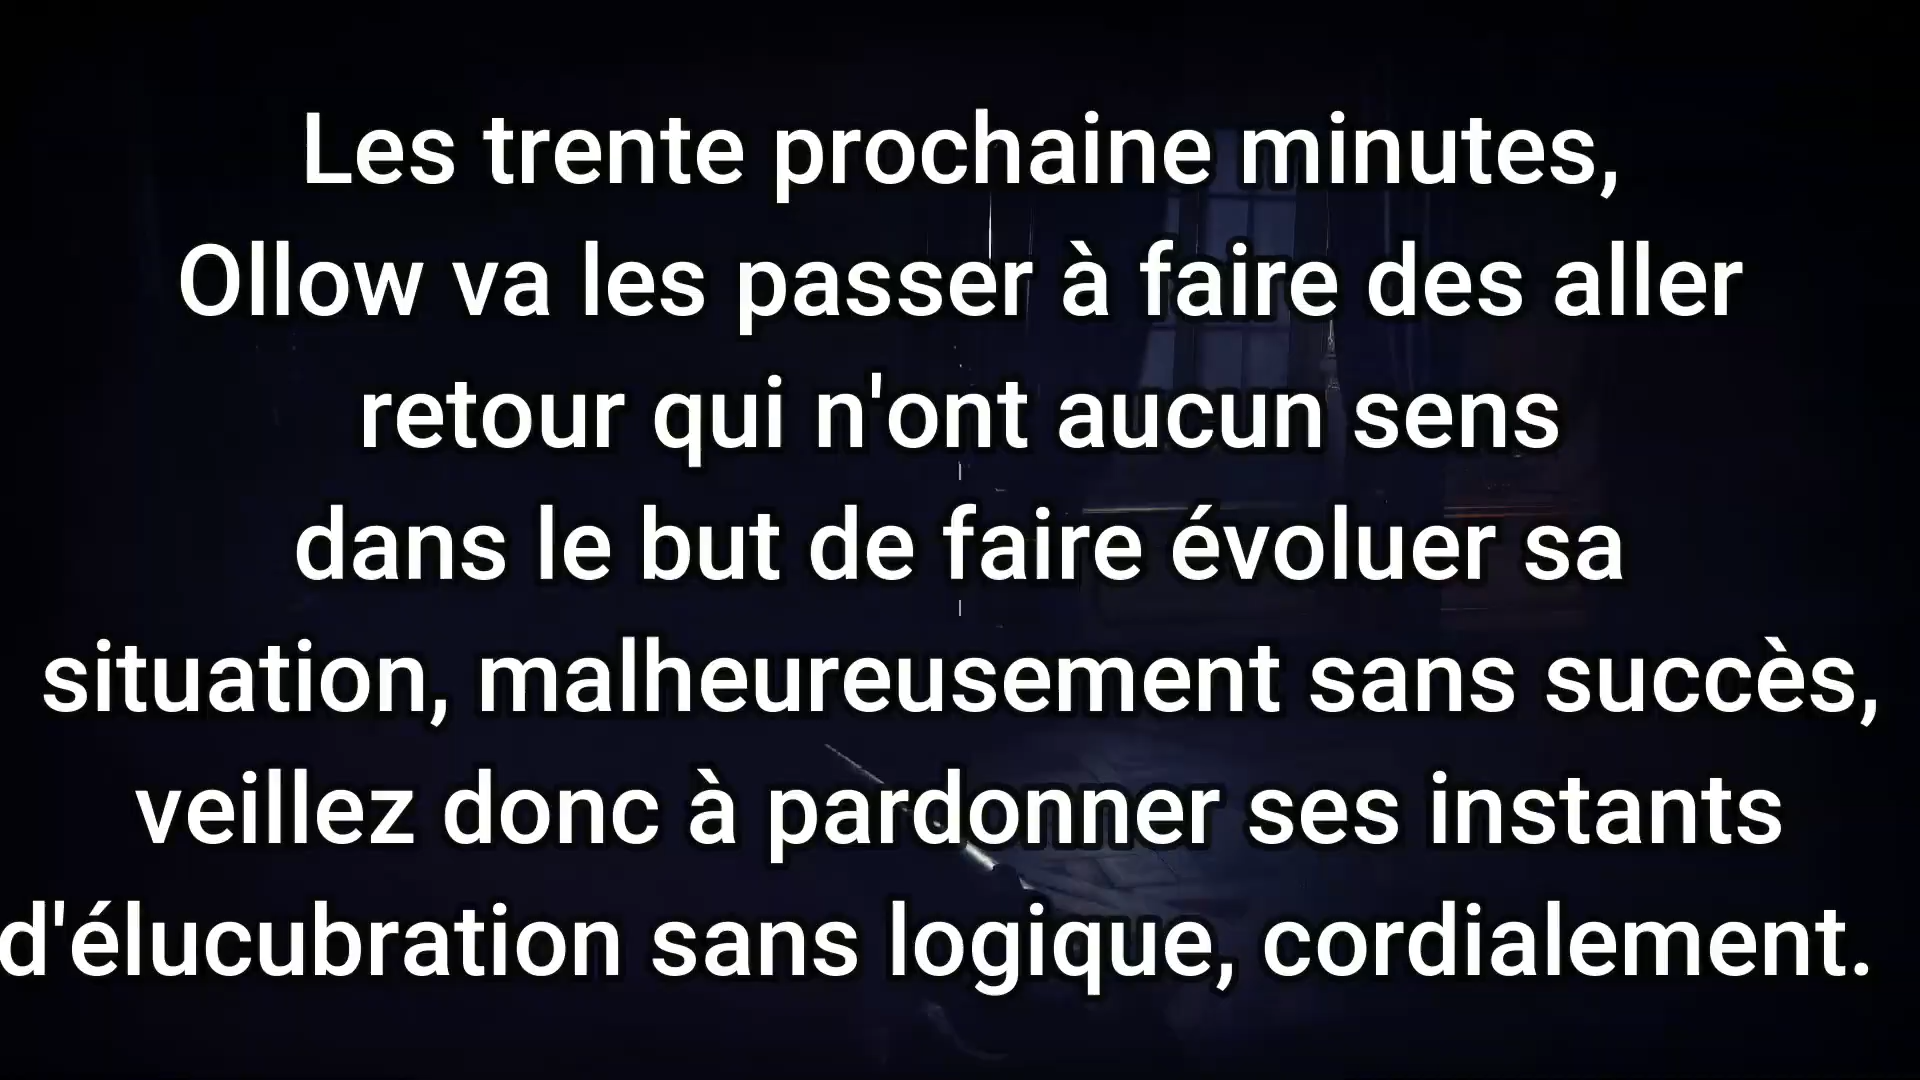 Les trente prochaine minutes,
Ollow va les passer à faire des aller
retour qui n'ont aucun sens
dans le but de faire évoluer sa
situation, malheureusement sans succès,
veillez donc à pardonner ses instants
d'élucubration sans logique, cordialement.